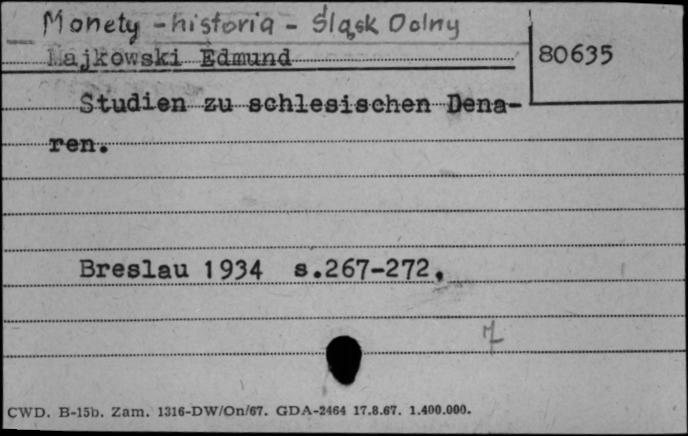 Monety - historia - Śląsk Dolny
Majkowski Edmund
80635
Studien zu schlesischen Dena-
ren.
Breslau 1934 s.267-272.
CWD. B-15b. Zam. 1316-DW/On/67. GDA-2464 17.8.67. 1.400.000.